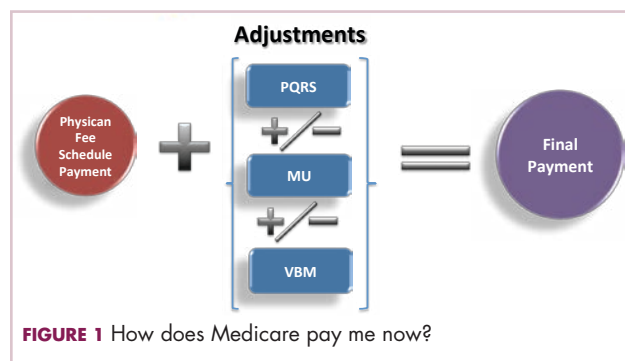 Adjustments
Physican
Fee
Schedule
Payment
+
PQRS
+/−
MU
+/−
VBM
=
Final
Payment
FIGURE 1 How does Medicare pay me now?